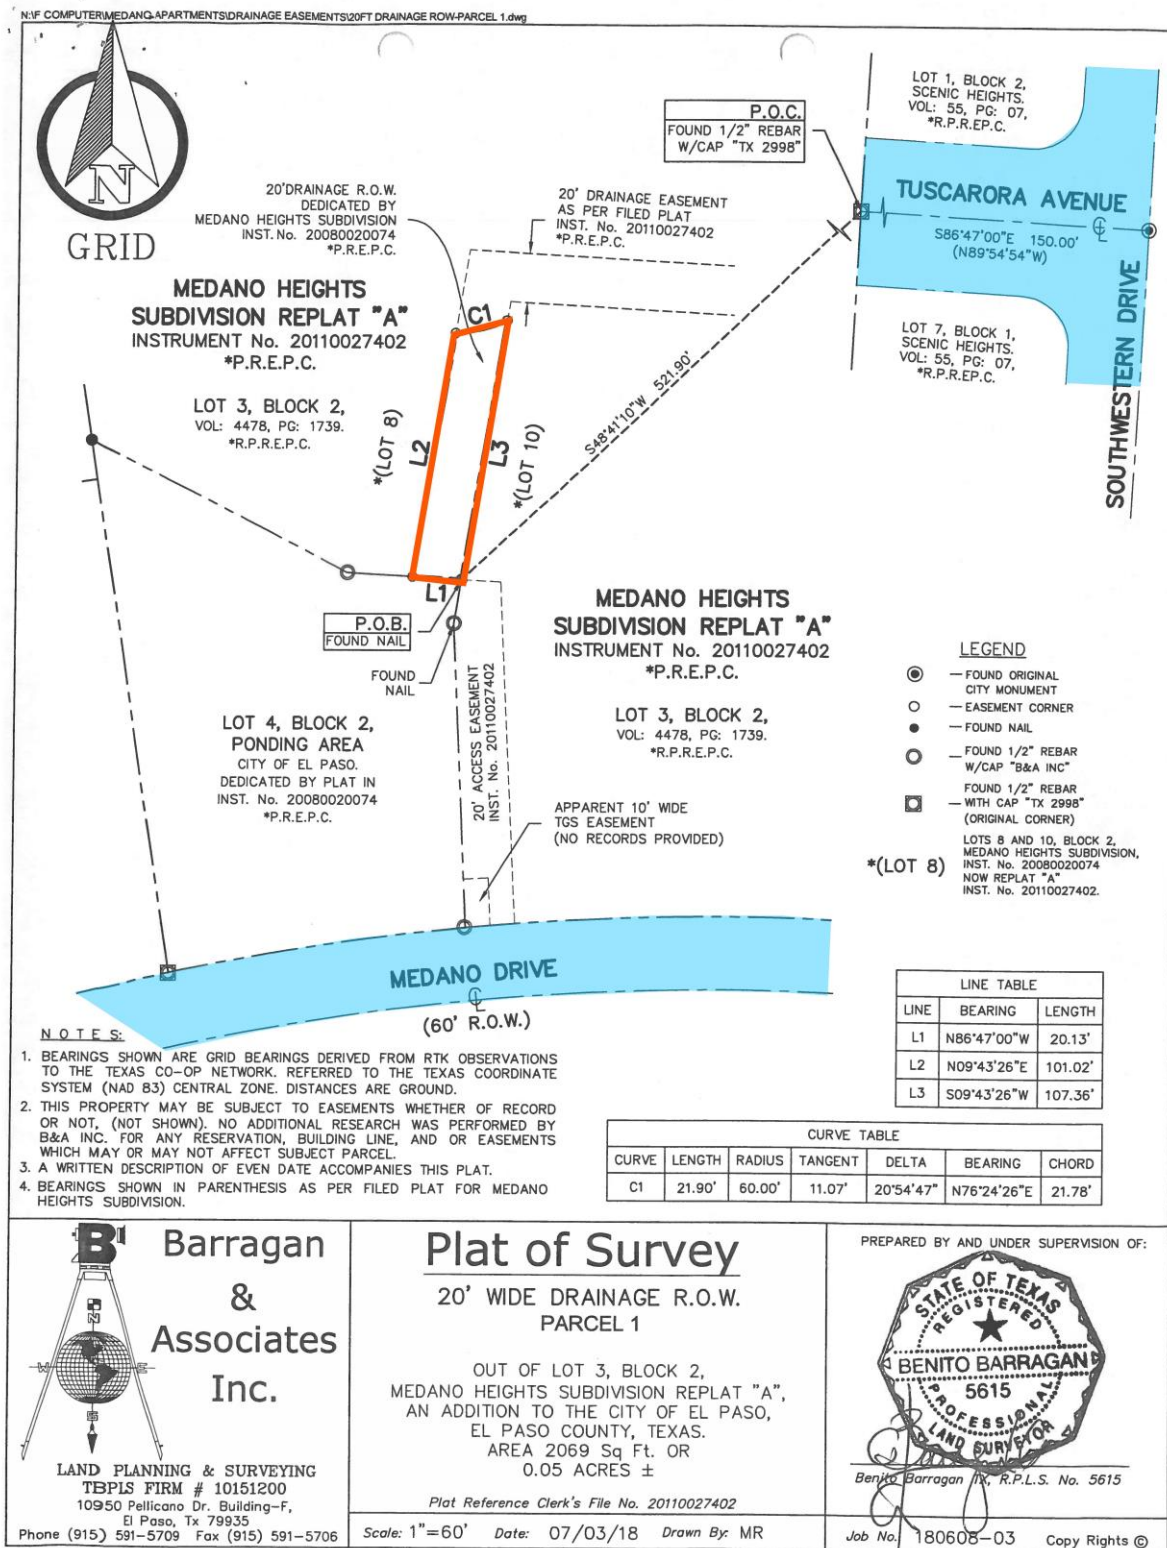 N:\F COMPUTER\MEDANO APARTMENTS\DRAINAGE EASEMENTS\20FT DRAINAGE ROW-PARCEL 1.dwg
N
GRID
P.O.C.
FOUND 1/2" REBAR
W/CAP "TX 2998"
LOT 1, BLOCK 2,
SCENIC HEIGHTS.
VOL: 55, PG: 07,
*R.P.R.EP.C.
TUSCARORA AVENUE
S86°47'00"E 150.00'
(N89°54'54"W)
SOUTHWESTERN DRIVE
LOT 7, BLOCK 1,
SCENIC HEIGHTS.
VOL: 55, PG: 07,
*R.P.R.EP.C.
20'DRAINAGE R.O.W.
DEDICATED BY
MEDANO HEIGHTS SUBDIVISION
INST.No. 20080020074
*P.R.E.P.C.
20' DRAINAGE EASEMENT
AS PER FILED PLAT
INST. No. 20110027402
*P.R.E.P.C.
MEDANO HEIGHTS
SUBDIVISION REPLAT "A"
INSTRUMENT No. 20110027402
*P.R.E.P.C.
LOT 3, BLOCK 2,
VOL: 4478, PG: 1739.
*R.P.R.E.P.C.
C1
L2
L3
L1
*(LOT 8)
*(LOT 10)
S48°41'10"W 521.90'
P.O.B.
FOUND NAIL
FOUND
NAIL
MEDANO HEIGHTS
SUBDIVISION REPLAT "A"
INSTRUMENT No. 20110027402
*P.R.E.P.C.
LOT 3, BLOCK 2,
VOL: 4478, PG: 1739.
*R.P.R.E.P.C.
LOT 4, BLOCK 2,
PONDING AREA
CITY OF EL PASO.
DEDICATED BY PLAT IN
INST. No. 20080020074
*P.R.E.P.C.
20' ACCESS EASEMENT
INST. No. 20110027402
APPARENT 10' WIDE
TGS EASEMENT
(NO RECORDS PROVIDED)
LEGEND
— FOUND ORIGINAL
CITY MONUMENT
— EASEMENT CORNER
— FOUND NAIL
— FOUND 1/2" REBAR
W/CAP "B&A INC"
FOUND 1/2" REBAR
— WITH CAP "TX 2998"
(ORIGINAL CORNER)
*(LOT 8)
LOTS 8 AND 10, BLOCK 2,
MEDANO HEIGHTS SUBDIVISION,
INST. No. 20080020074
NOW REPLAT "A"
INST. No. 20110027402.
MEDANO DRIVE
(60' R.O.W.)
LINE TABLE
LINE BEARING LENGTH
L1 N86°47'00"W 20.13'
L2 N09°43'26"E 101.02'
L3 S09°43'26"W 107.36'
CURVE TABLE
CURVE LENGTH RADIUS TANGENT DELTA BEARING CHORD
C1 21.90' 60.00' 11.07' 20°54'47" N76°24'26"E 21.78'
N O T E S:
1. BEARINGS SHOWN ARE GRID BEARINGS DERIVED FROM RTK OBSERVATIONS
TO THE TEXAS CO-OP NETWORK. REFERRED TO THE TEXAS COORDINATE
SYSTEM (NAD 83) CENTRAL ZONE. DISTANCES ARE GROUND.
2. THIS PROPERTY MAY BE SUBJECT TO EASEMENTS WHETHER OF RECORD
OR NOT, (NOT SHOWN). NO ADDITIONAL RESEARCH WAS PERFORMED BY
B&A INC. FOR ANY RESERVATION, BUILDING LINE, AND OR EASEMENTS
WHICH MAY OR MAY NOT AFFECT SUBJECT PARCEL.
3. A WRITTEN DESCRIPTION OF EVEN DATE ACCOMPANIES THIS PLAT.
4. BEARINGS SHOWN IN PARENTHESIS AS PER FILED PLAT FOR MEDANO
HEIGHTS SUBDIVISION.
B
N
W E
S
Barragan
&
Associates
Inc.
LAND PLANNING & SURVEYING
TBPLS FIRM # 10151200
10950 Pellicano Dr. Building-F,
El Paso, Tx 79935
Phone (915) 591-5709 Fax (915) 591-5706
Plat of Survey
20' WIDE DRAINAGE R.O.W.
PARCEL 1
OUT OF LOT 3, BLOCK 2,
MEDANO HEIGHTS SUBDIVISION REPLAT "A",
AN ADDITION TO THE CITY OF EL PASO,
EL PASO COUNTY, TEXAS.
AREA 2069 Sq Ft. OR
0.05 ACRES ±
Plat Reference Clerk's File No. 20110027402
Scale: 1"=60' Date: 07/03/18 Drawn By: MR
PREPARED BY AND UNDER SUPERVISION OF:
STATE OF TEXAS
REGISTERED
BENITO BARRAGAN
5615
PROFESSIONAL
LAND SURVEYOR
Benito Barragan TX, R.P.L.S. No. 5615
Job No. 180608-03 Copy Rights ©